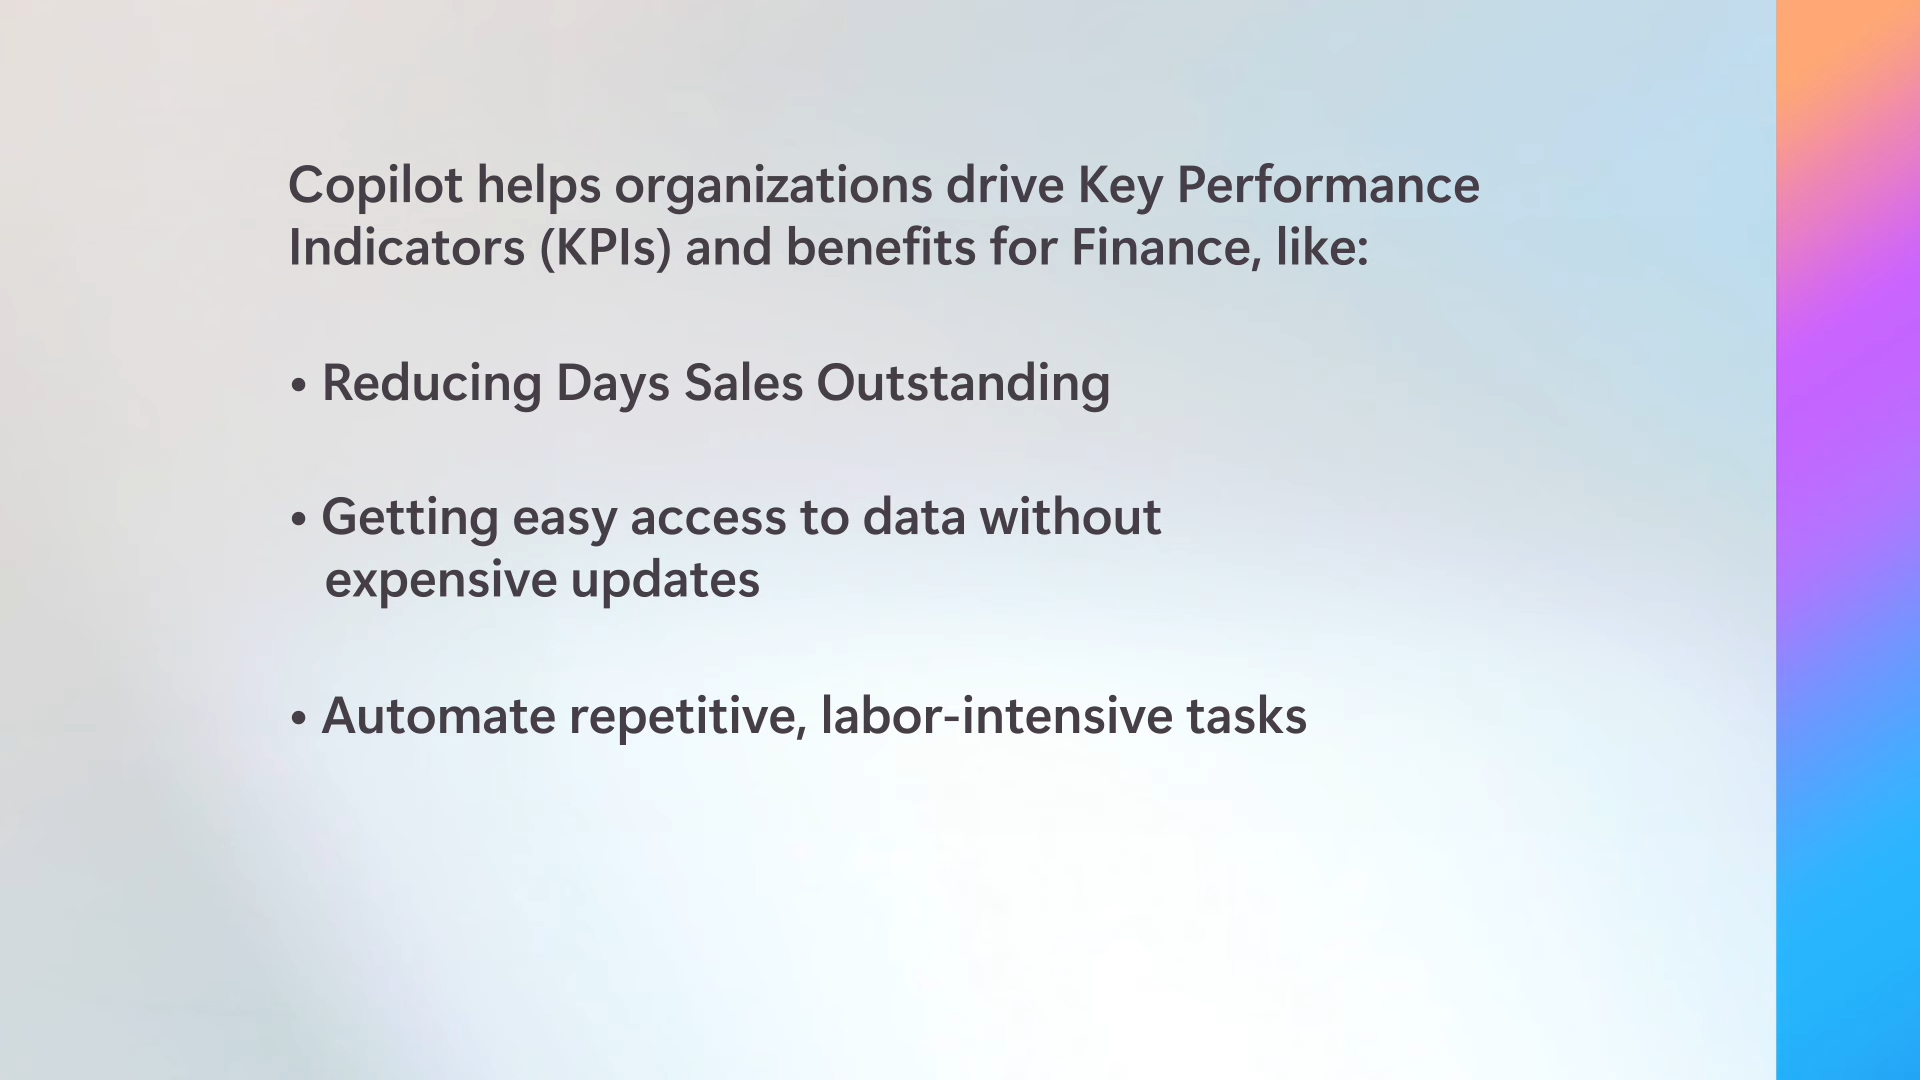 Copilot helps organizations drive Key Performance
Indicators (KPIs) and benefits for Finance, like:
• Reducing Days Sales Outstanding
• Getting easy access to data without
expensive updates
• Automate repetitive, labor-intensive tasks